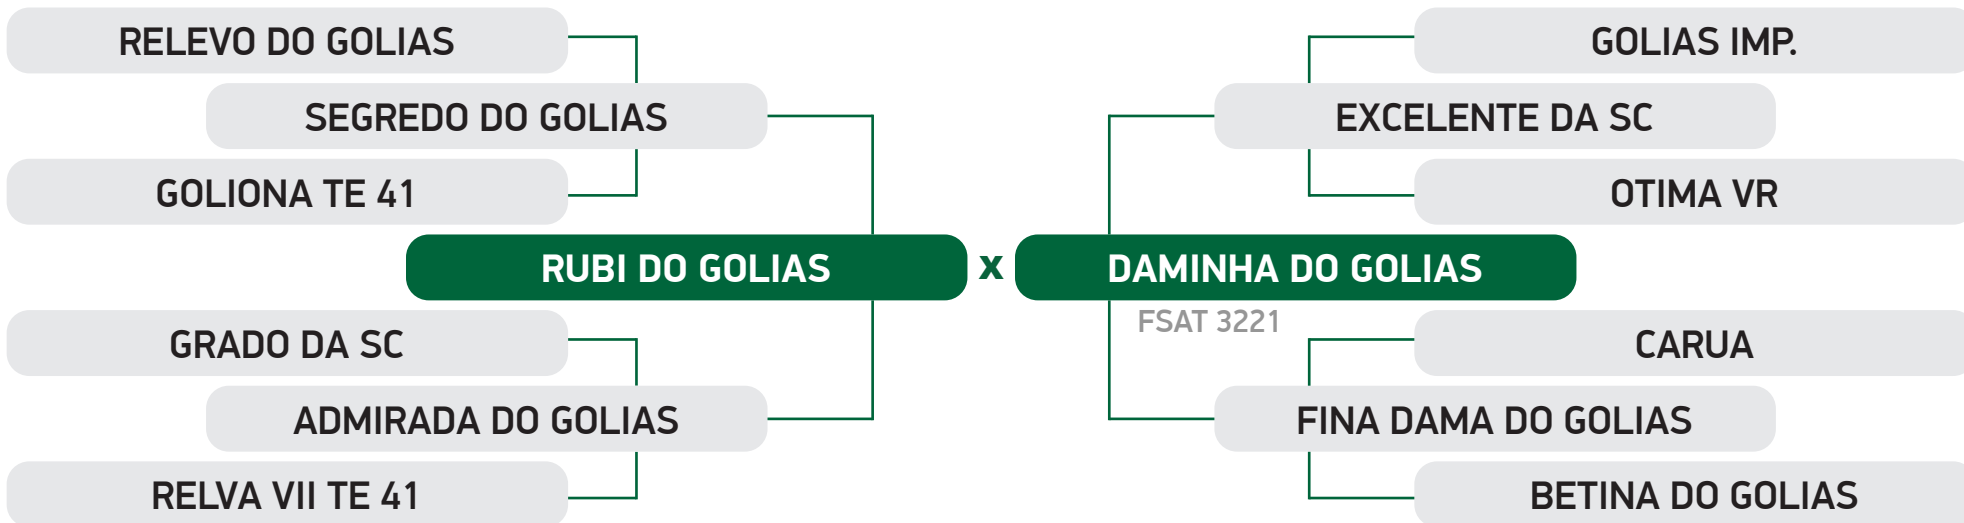 RELEVO DO GOLIAS
GOLIAS IMP.
SEGREDO DO GOLIAS
EXCELENTE DA SC
GOLIONA TE 41
OTIMA VR
RUBI DO GOLIAS x DAMINHA DO GOLIAS
FSAT 3221
GRADO DA SC
CARUA
ADMIRADA DO GOLIAS
FINA DAMA DO GOLIAS
RELVA VII TE 41
BETINA DO GOLIAS